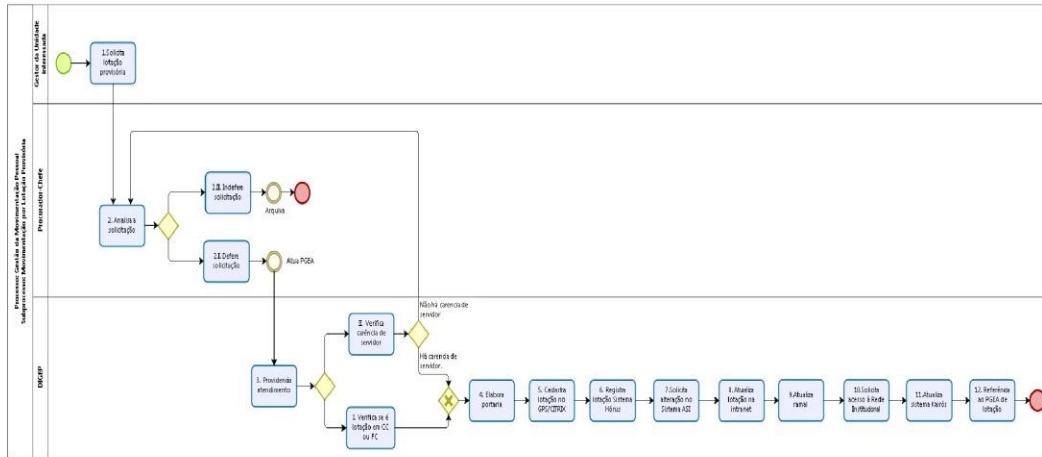 Processo: Gestão da Movimentação Pessoal
Subprocesso: Movimentação por Lotação Provisória
Gestor da Unidade
Interessada
1.Solicita
lotação
provisória
Procurador-Chefe
2. Analisa a
solicitação
2.II. Indefere
solicitação
Arquiva
2.I. Defere
solicitação
Atua PGEA
DIGEP
3. Providencia
atendimento
II. Verifica
carência de
servidor
Não há carencia de
servidor
Há carencia de
servidor.
I. Verifica se é
lotação em CC
ou FC
4. Elabora
portaria
5. Cadastra
lotação no
GPS/CITRIX
6. Registra
lotação Sistema
Hórus
7.Solicita
alteração no
Sistema ASI
8. Atualiza
lotação na
intranet
9.Atualiza
ramal
10.Solicita
acesso à Rede
Institucional
11.Atualiza
sistema Kairós
12. Referência
ao PGEA de
lotação